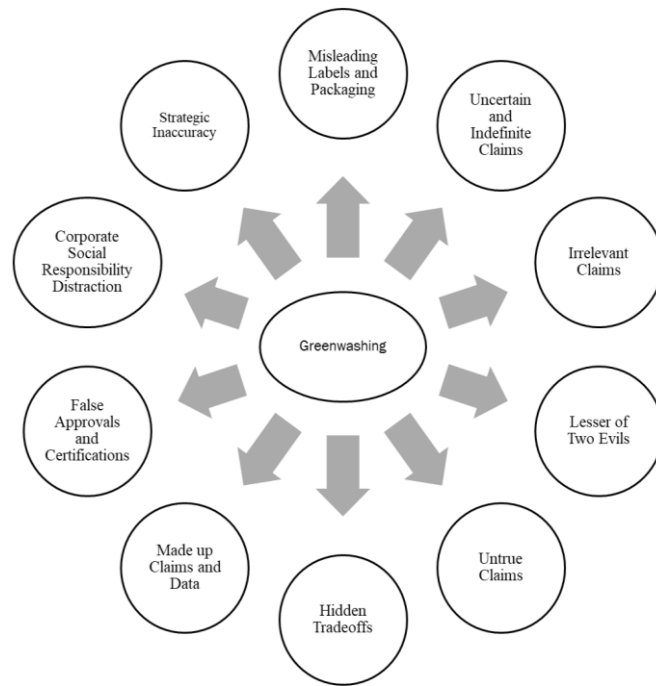 Misleading
Labels and
Packaging
Uncertain
and
Indefinite
Claims
Irrelevant
Claims
Lesser of
Two Evils
Untrue
Claims
Hidden
Tradeoffs
Made up
Claims and
Data
False
Approvals
and
Certifications
Corporate
Social
Responsibility
Distraction
Strategic
Inaccuracy
Greenwashing